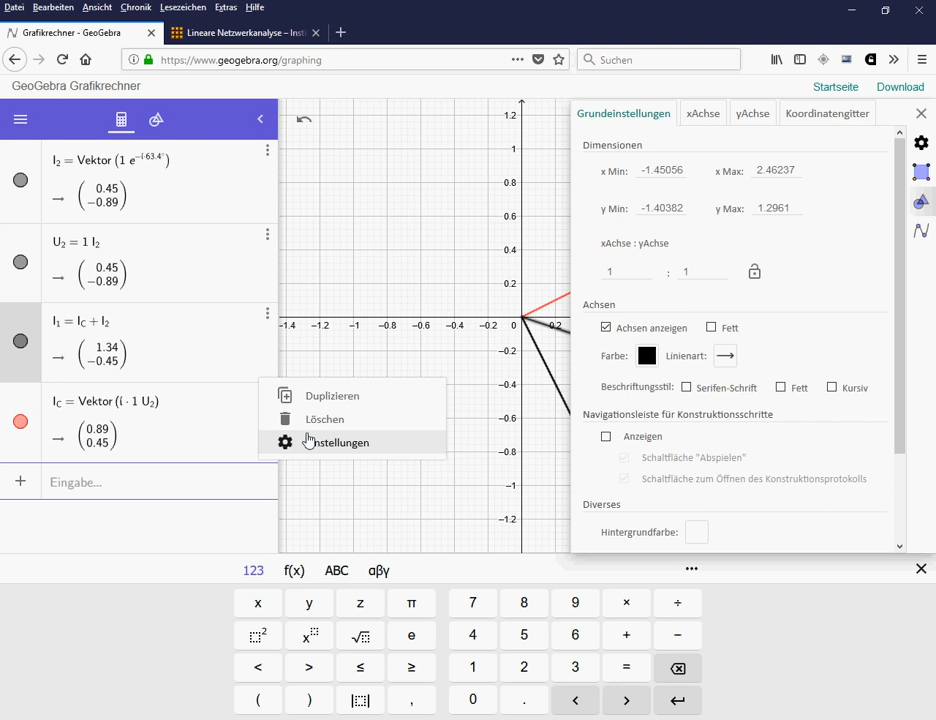 Datei Bearbeiten Ansicht Chronik Lesezeichen Extras Hilfe
Grafikrechner - GeoGebra
Lineare Netzwerkanalyse – Insti
https://www.geogebra.org/graphing
Suchen
GeoGebra Grafikrechner
Startseite Download
I₂ = Vektor (1 e^(−i·63.4°))
→ (0.45
−0.89)
U₂ = 1 I₂
→ (0.45
−0.89)
I₁ = I_C + I₂
→ (1.34
−0.45)
I_C = Vektor (i · 1 U₂)
→ (0.89
0.45)
Eingabe...
Duplizieren
Löschen
1.2
1
0.8
0.6
0.4
0.2
−1.4 −1.2 −1 −0.8 −0.6 −0.4 −0.2 0 0.2
−0.2
−0.4
−0.6
−0.8
−1
−1.2
Grundeinstellungen xAchse yAchse Koordinatengitter
Dimensionen
x Min: -1.45056 x Max: 2.46237
y Min: -1.40382 y Max: 1.2961
xAchse : yAchse
1 : 1
Achsen
Achsen anzeigen Fett
Farbe: Linienart:
Beschriftungsstil: Serifen-Schrift Fett Kursiv
Navigationsleiste für Konstruktionsschritte
Anzeigen
Schaltfläche "Abspielen"
Schaltfläche zum Öffnen des Konstruktionsprotokolls
Diverses
Hintergrundfarbe:
123 f(x) ABC αβγ
x y z π 7 8 9 × ÷
² x √ e 4 5 6 + −
< > ≤ ≥ 1 2 3 =
( ) | | , 0 . < >